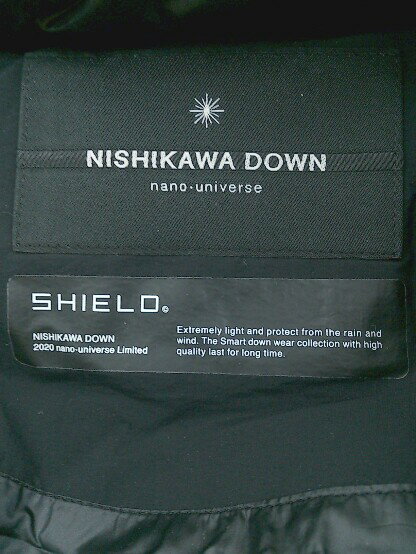 NISHIKAWA DOWN
nano·universe
SHIELD©
NISHIKAWA DOWN
2020 nano-universe Limited
Extremely light and protect from the rain and
wind. The Smart down wear collection with high
quality last for long time.